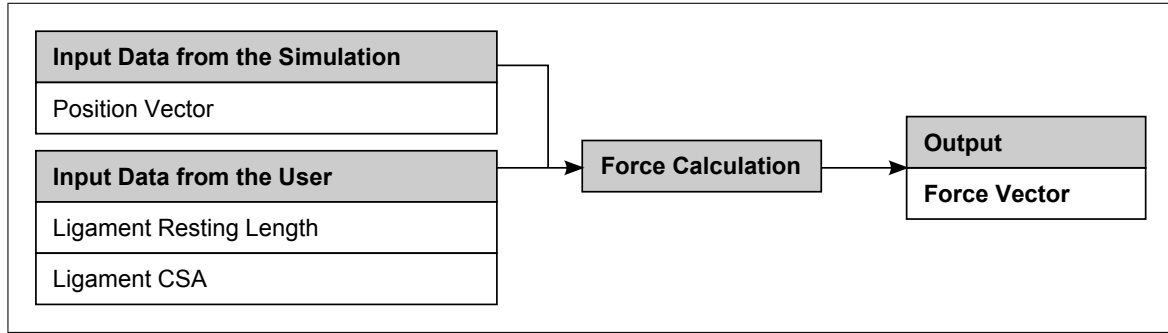 Input Data from the Simulation
Position Vector
Input Data from the User
Ligament Resting Length
Ligament CSA
Force Calculation
Output
Force Vector